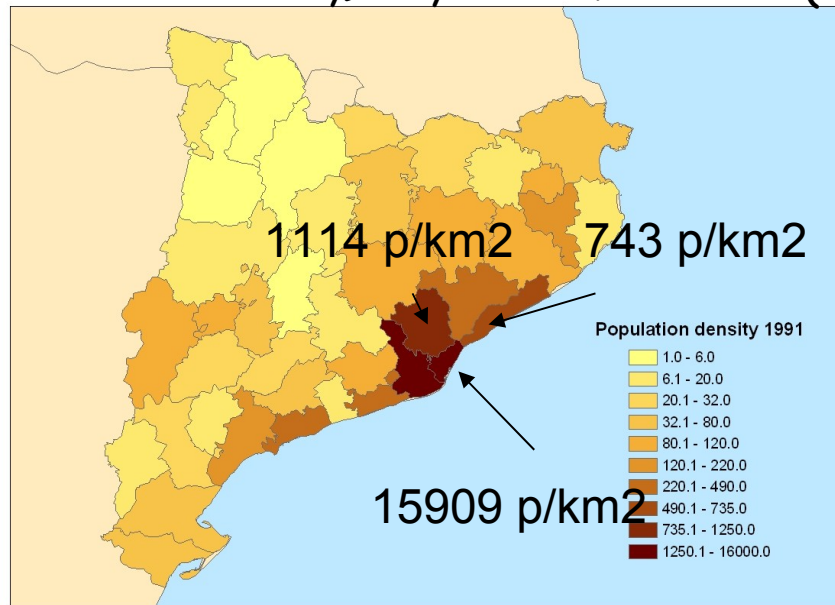 1114 p/km2
743 p/km2
Population density 1991
1.0 - 6.0
6.1 - 20.0
20.1 - 32.0
32.1 - 80.0
80.1 - 120.0
120.1 - 220.0
220.1 - 490.0
490.1 - 735.0
735.1 - 1250.0
1250.1 - 16000.0
15909 p/km2